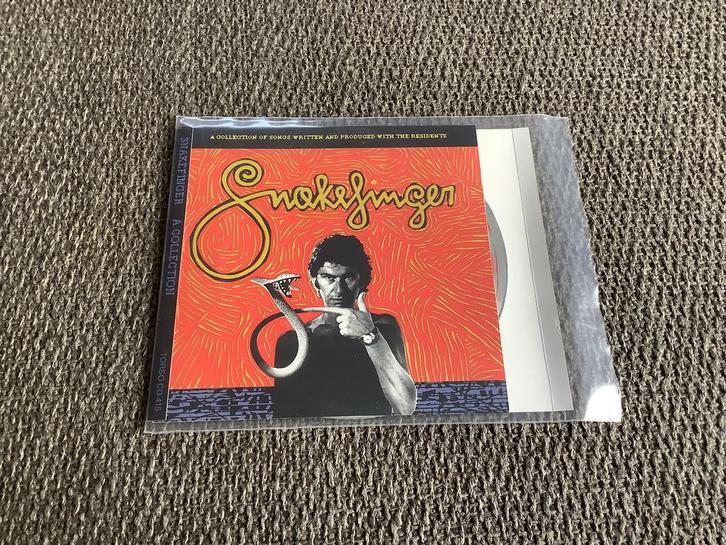 A COLLECTION OF SONGS WRITTEN AND PRODUCED WITH THE RESIDENTS
Snakefinger
SNAKEFINGER A COLLECTION
TORSO CD 415